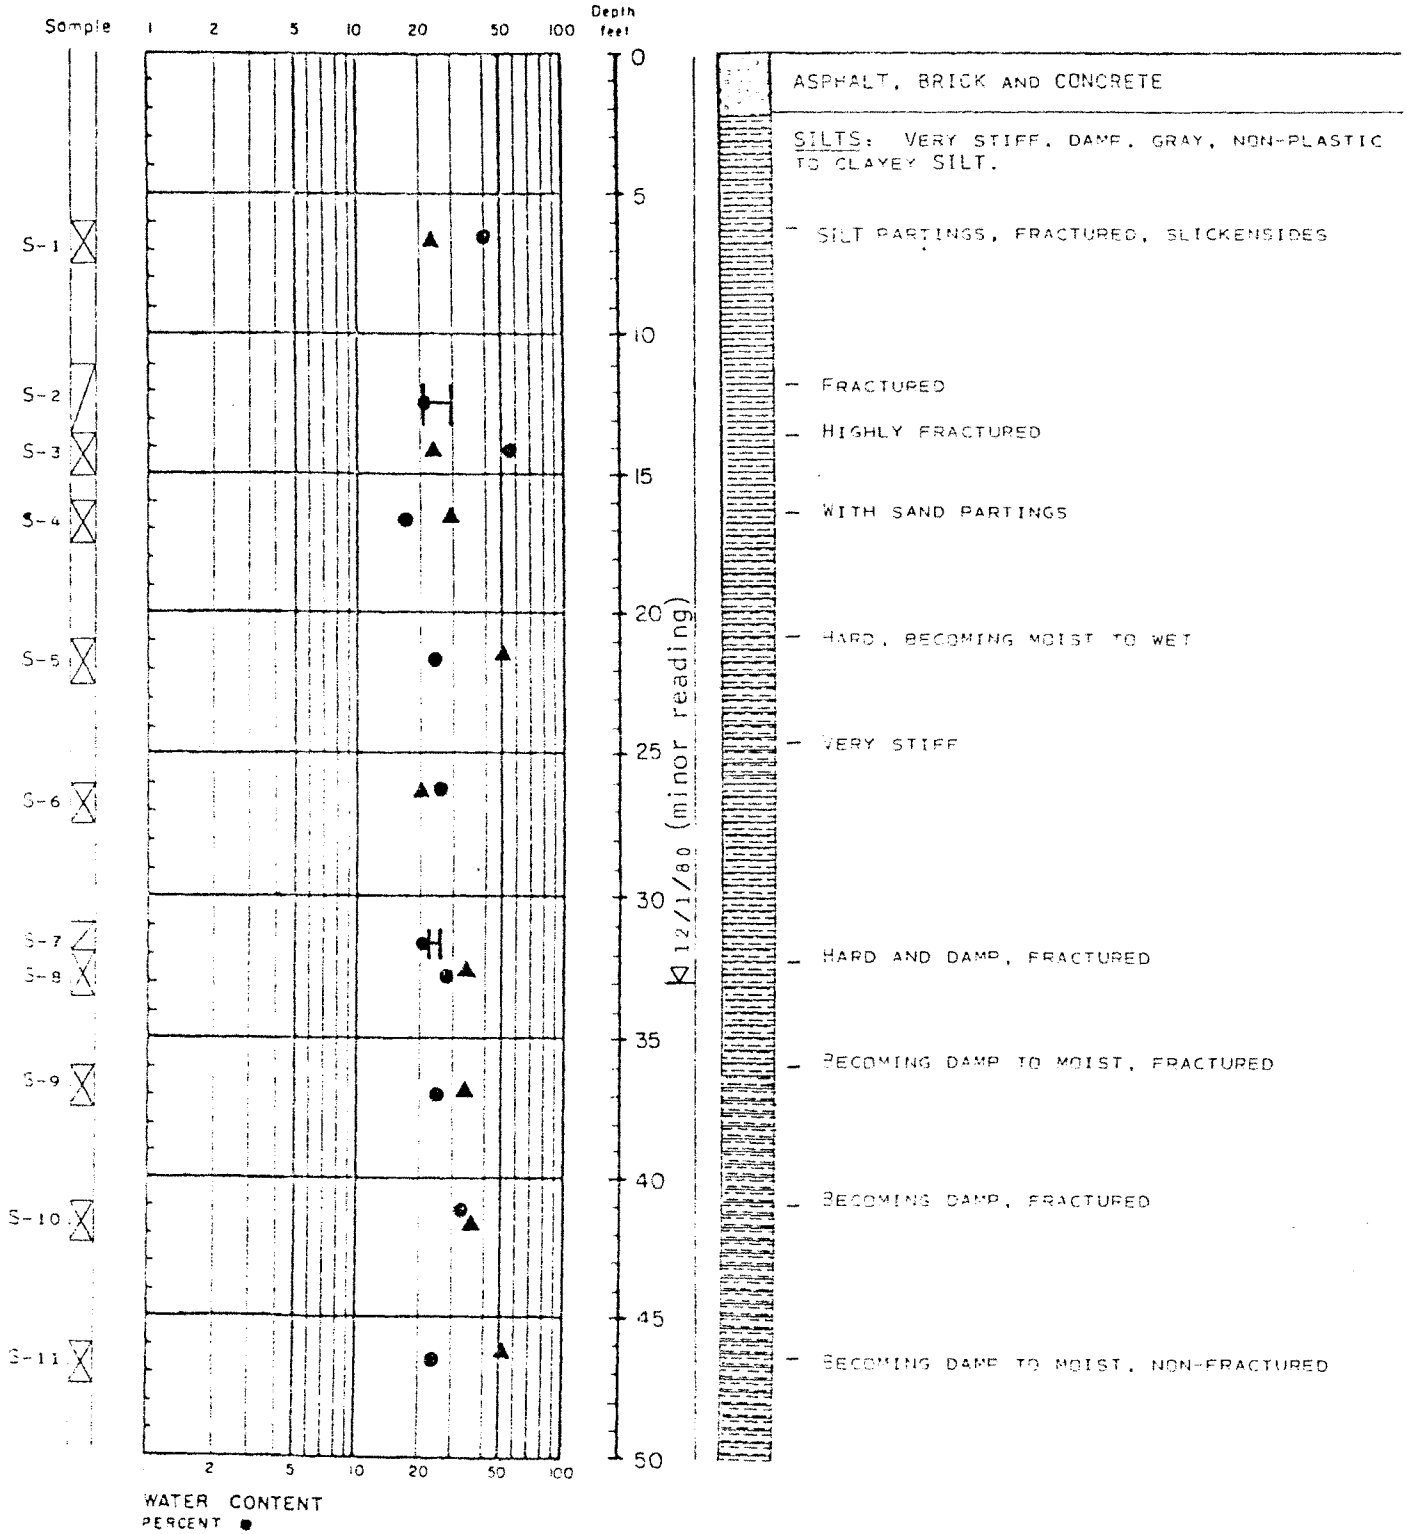 Sample 1 2 5 10 20 50 100 Depth feet
0
ASPHALT, BRICK AND CONCRETE
SILTS: VERY STIFF, DAMP, GRAY, NON-PLASTIC
TO CLAYEY SILT.
5
S-1
SILT PARTINGS, FRACTURED, SLICKENSIDES
10
S-2
FRACTURED
S-3
HIGHLY FRACTURED
15
S-4
WITH SAND PARTINGS
20
S-5
HARD, BECOMING MOIST TO WET
25
VERY STIFF
S-6
12/1/80 (minor reading)
30
S-7
S-8
HARD AND DAMP, FRACTURED
35
S-9
BECOMING DAMP TO MOIST, FRACTURED
40
S-10
BECOMING DAMP, FRACTURED
45
S-11
BECOMING DAMP TO MOIST, NON-FRACTURED
50
2 5 10 20 50 100
WATER CONTENT
PERCENT